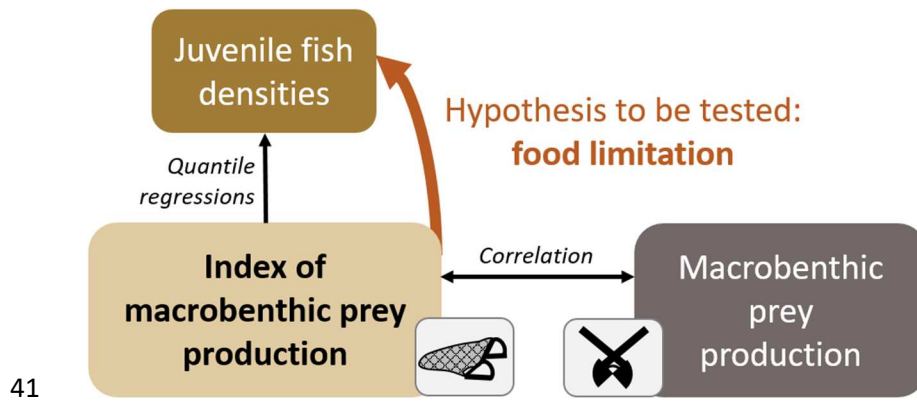 Juvenile fish
densities
Hypothesis to be tested:
food limitation
Quantile
regressions
Index of
macrobenthic prey
production
Correlation
Macrobenthic
prey
production
41